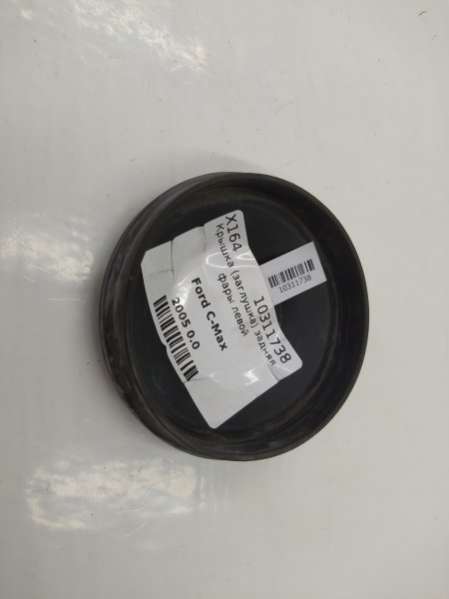 X164
10311738
Крышка (заглушка) задняя
фары левой
Ford C-Max
2005 0.0
10311738